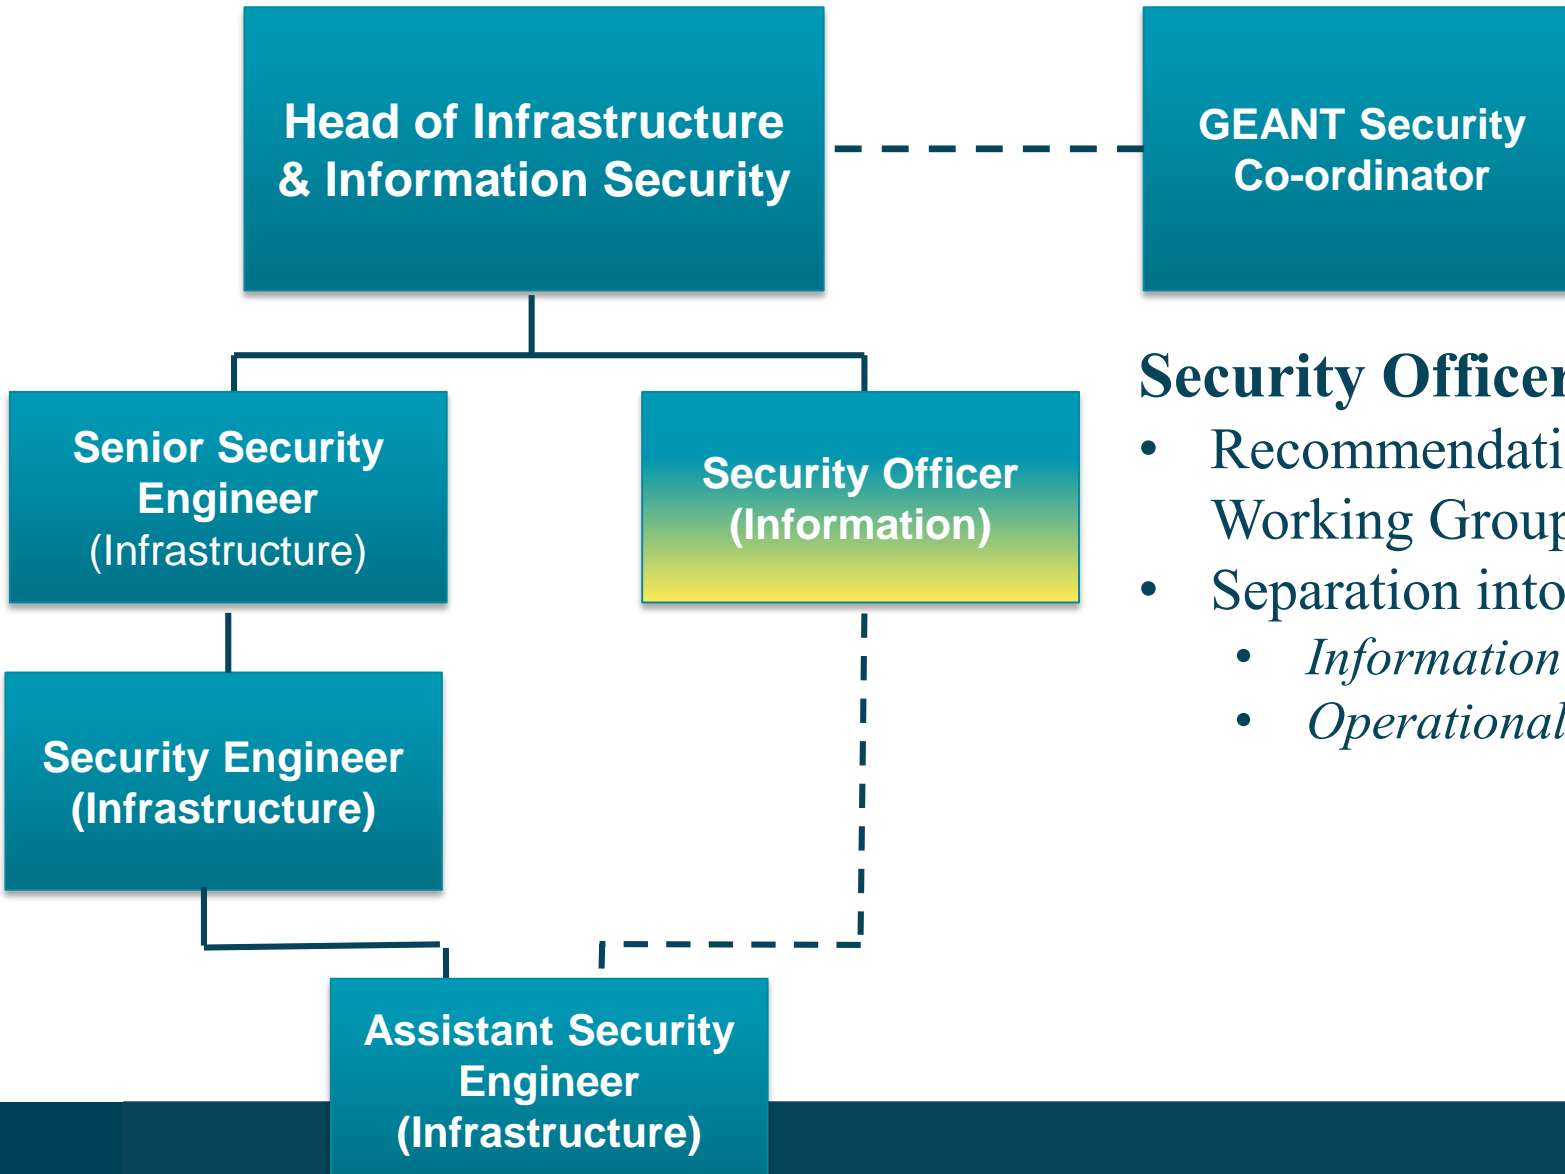 Head of Infrastructure
& Information Security
GEANT Security
Co-ordinator
Senior Security
Engineer
(Infrastructure)
Security Officer
(Information)
Security Engineer
(Infrastructure)
Assistant Security
Engineer
(Infrastructure)
Security Officer
• Recommendati
Working Group
• Separation into
• Information
• Operational